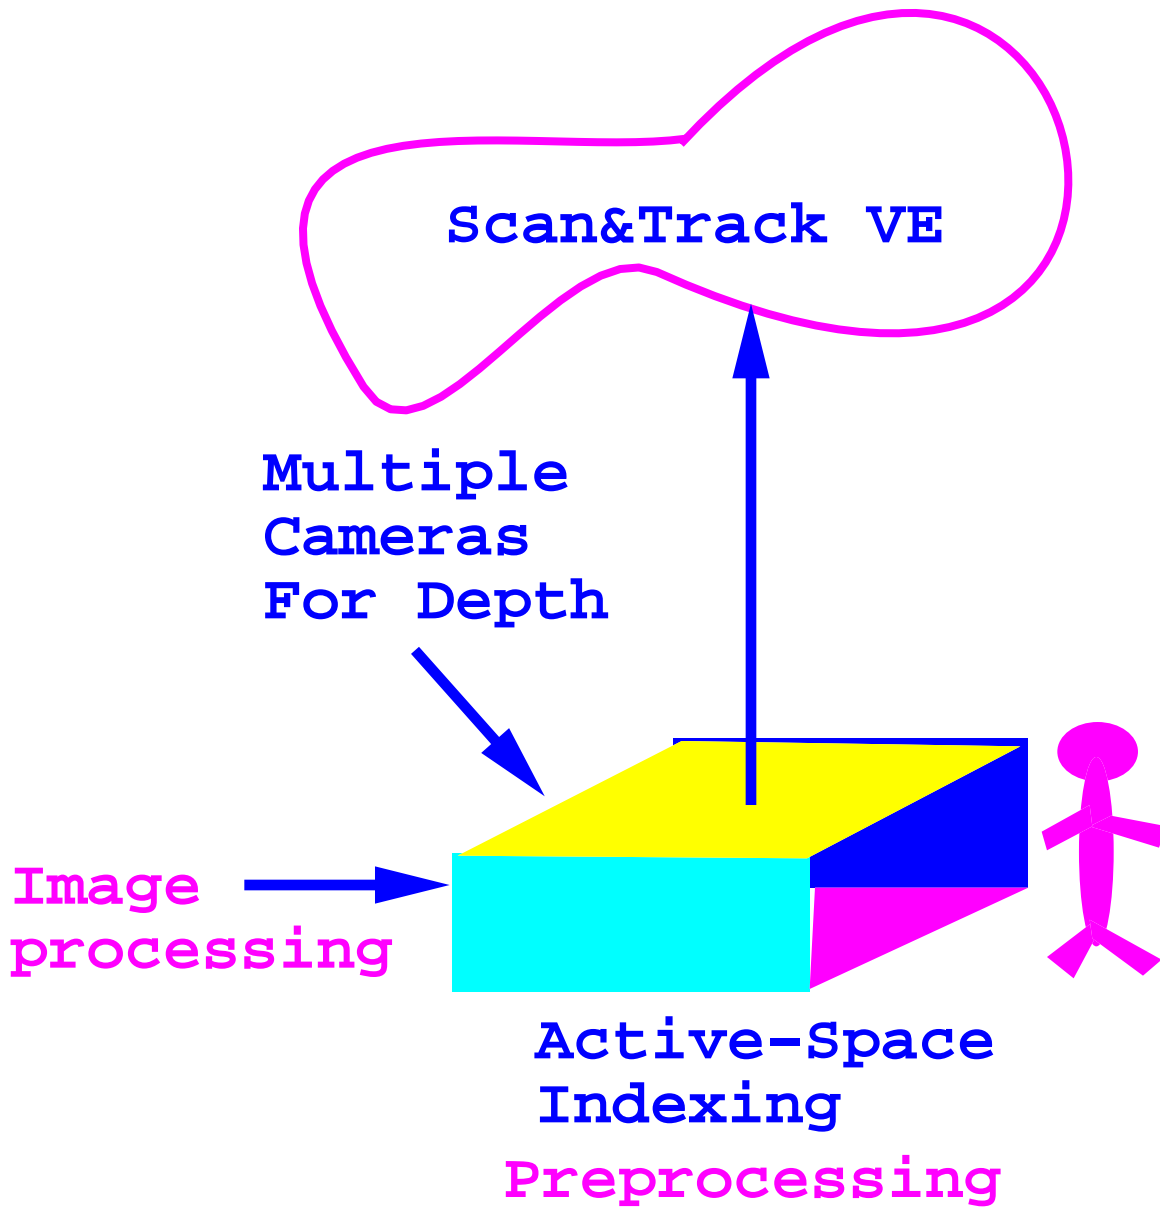 Scan&Track VE
Multiple
Cameras
For Depth
Image
processing
Active-Space
Indexing
Preprocessing